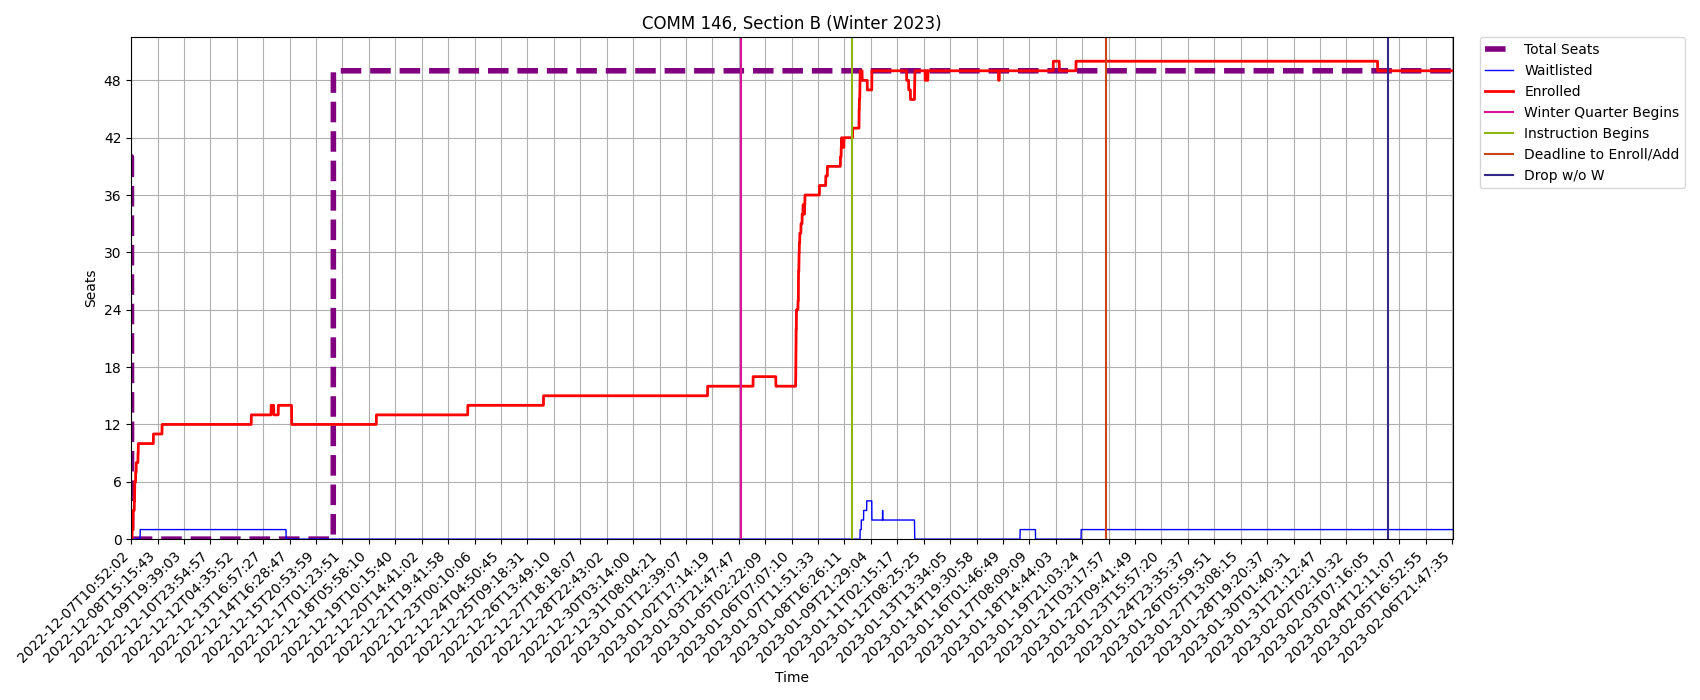 COMM 146, Section B (Winter 2023)
Total Seats
Waitlisted
Enrolled
Winter Quarter Begins
Instruction Begins
Deadline to Enroll/Add
Drop w/o W
Seats
48
42
36
30
24
18
12
6
0
2022-12-07T10:52:02
2022-12-08T15:15:43
2022-12-09T19:39:03
2022-12-10T23:54:57
2022-12-12T04:35:52
2022-12-13T16:57:27
2022-12-14T16:28:47
2022-12-15T20:53:59
2022-12-17T01:23:51
2022-12-18T05:58:10
2022-12-19T10:15:40
2022-12-20T14:41:02
2022-12-21T19:41:58
2022-12-23T00:10:06
2022-12-24T04:50:45
2022-12-25T09:18:31
2022-12-26T13:49:10
2022-12-27T18:18:07
2022-12-28T22:43:02
2022-12-30T03:14:00
2022-12-31T08:04:21
2023-01-01T12:39:07
2023-01-02T17:14:19
2023-01-03T21:47:47
2023-01-05T02:22:09
2023-01-06T07:07:10
2023-01-07T11:51:33
2023-01-08T16:26:11
2023-01-09T21:29:04
2023-01-11T02:15:17
2023-01-12T08:25:25
2023-01-13T13:34:05
2023-01-14T19:30:58
2023-01-16T01:46:49
2023-01-17T08:09:09
2023-01-18T14:44:03
2023-01-19T21:03:24
2023-01-21T03:17:57
2023-01-22T09:41:49
2023-01-23T15:57:20
2023-01-24T23:35:37
2023-01-26T05:59:51
2023-01-27T13:08:15
2023-01-28T19:20:37
2023-01-30T01:40:31
2023-01-31T11:12:47
2023-02-02T02:10:32
2023-02-03T07:16:05
2023-02-04T12:11:07
2023-02-05T16:52:55
2023-02-06T21:47:35
Time